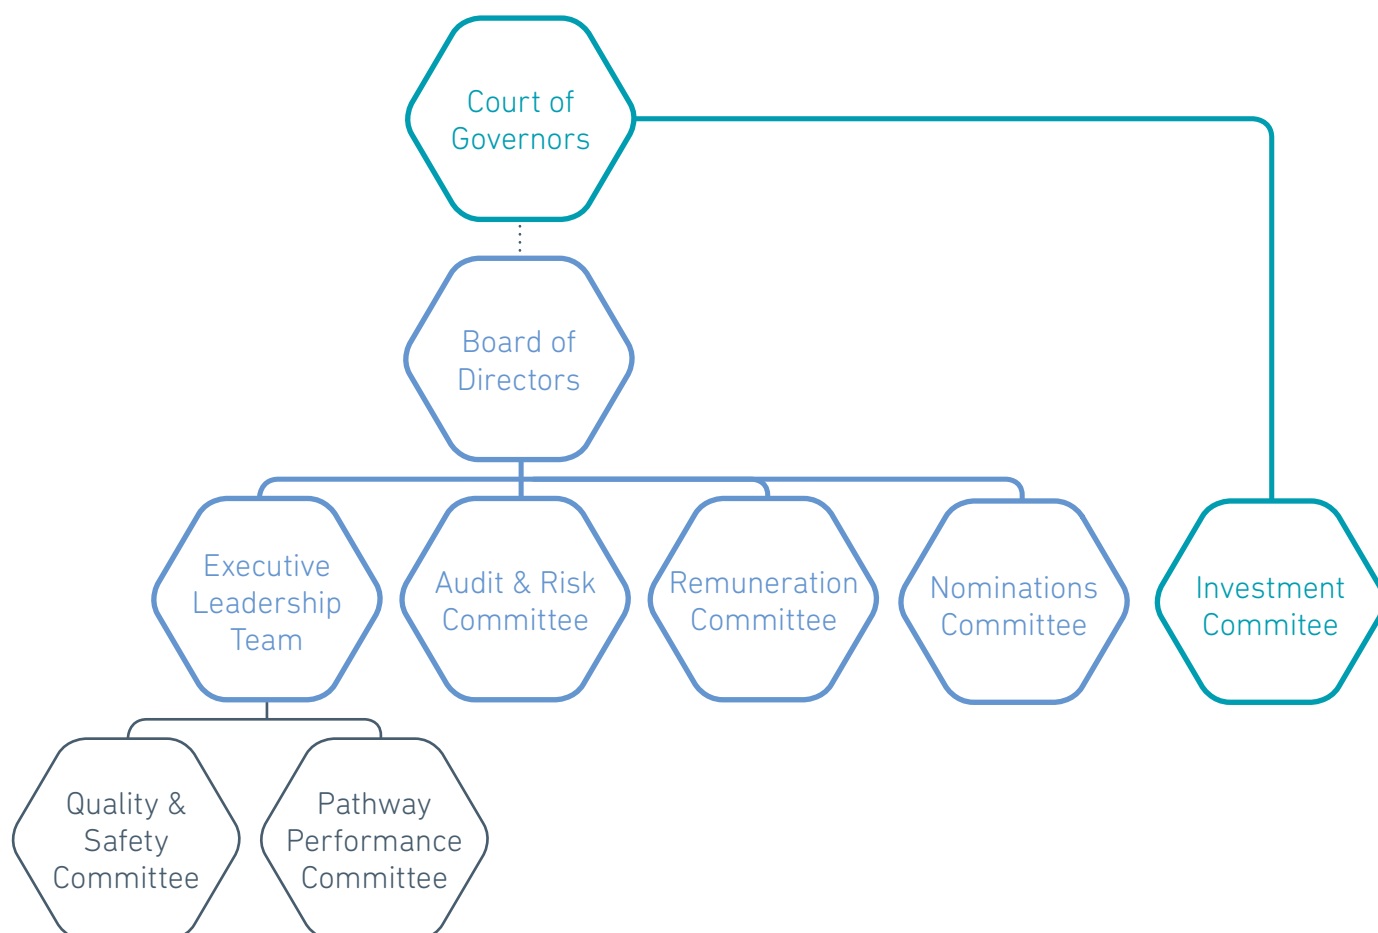 Court of
Governors
Board of
Directors
Executive
Leadership
Team
Audit & Risk
Committee
Remuneration
Committee
Nominations
Committee
Investment
Commitee
Quality &
Safety
Committee
Pathway
Performance
Committee